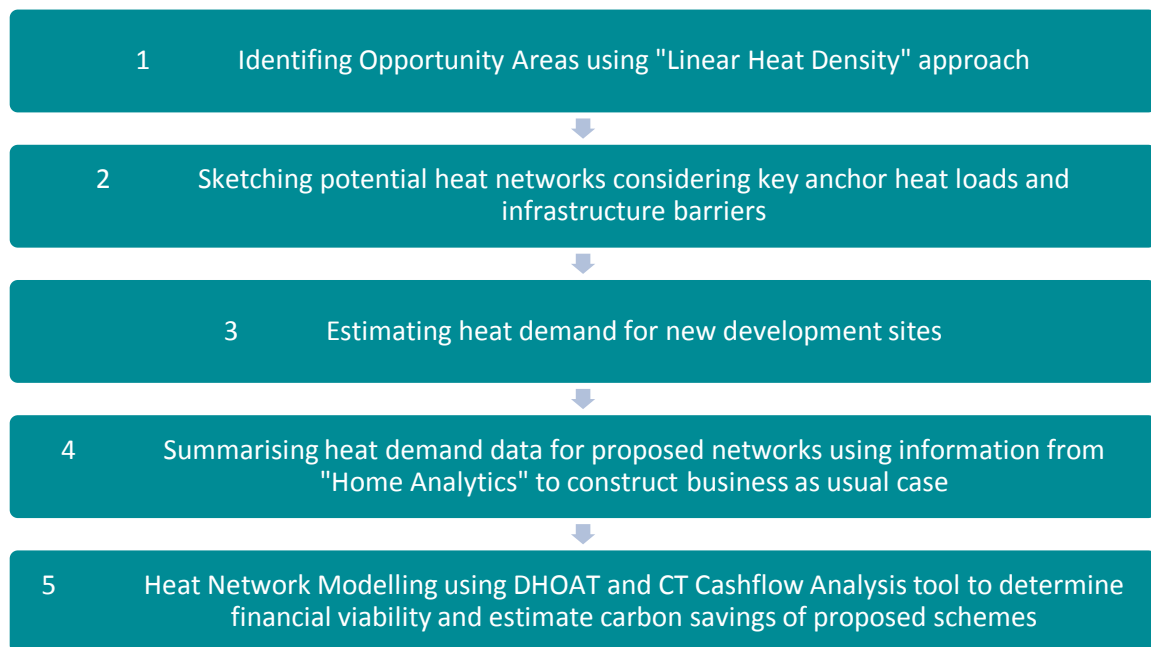 1 Identifing Opportunity Areas using "Linear Heat Density" approach
2 Sketching potential heat networks considering key anchor heat loads and
infrastructure barriers
3 Estimating heat demand for new development sites
4 Summarising heat demand data for proposed networks using information from
"Home Analytics" to construct business as usual case
5 Heat Network Modelling using DHOAT and CT Cashflow Analysis tool to determine
financial viability and estimate carbon savings of proposed schemes